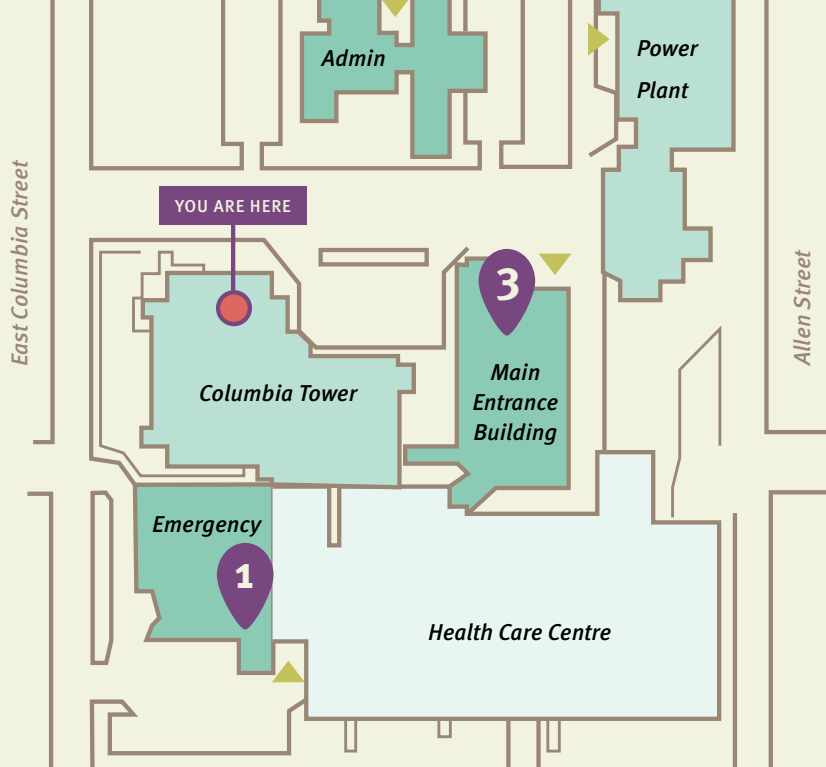 Admin
Power
Plant
YOU ARE HERE
East Columbia Street
Allen Street
3
Main
Entrance
Building
Columbia Tower
Emergency
1
Health Care Centre